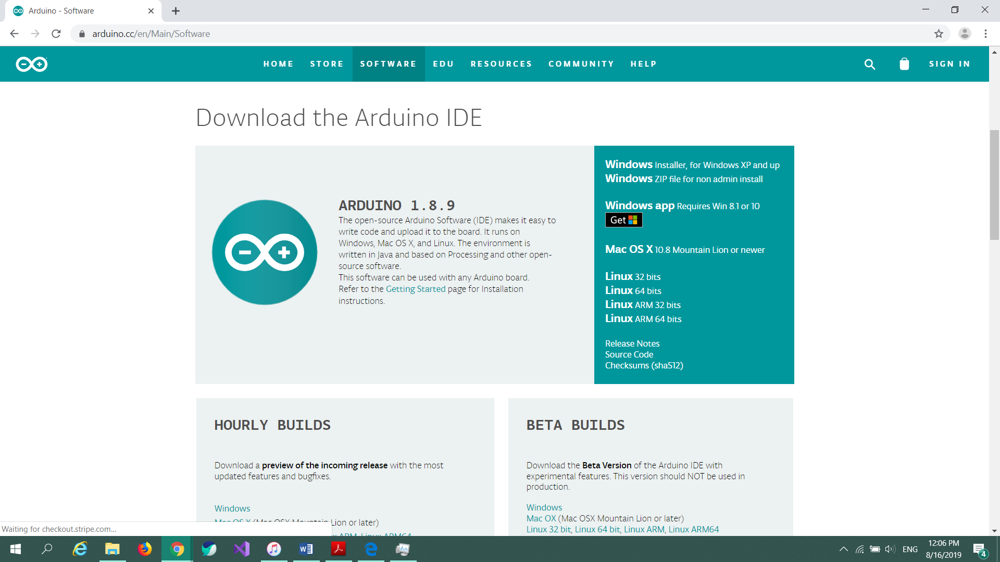 Arduino - Software
arduino.cc/en/Main/Software
HOME STORE SOFTWARE EDU RESOURCES COMMUNITY HELP SIGN IN
Download the Arduino IDE
ARDUINO 1.8.9
The open-source Arduino Software (IDE) makes it easy to
write code and upload it to the board. It runs on
Windows, Mac OS X, and Linux. The environment is
written in Java and based on Processing and other open-
source software.
This software can be used with any Arduino board.
Refer to the Getting Started page for Installation
instructions.
Windows Installer, for Windows XP and up
Windows ZIP file for non admin install
Windows app Requires Win 8.1 or 10
Get
Mac OS X 10.8 Mountain Lion or newer
Linux 32 bits
Linux 64 bits
Linux ARM 32 bits
Linux ARM 64 bits
Release Notes
Source Code
Checksums (sha512)
HOURLY BUILDS
Download a preview of the incoming release with the most
updated features and bugfixes.
Windows
Mac OS X (Mac OSX Mountain Lion or later)
ARM, Linux ARM64
BETA BUILDS
Download the Beta Version of the Arduino IDE with
experimental features. This version should NOT be used in
production.
Windows
Mac OX (Mac OSX Mountain Lion or later)
Linux 32 bit, Linux 64 bit, Linux ARM, Linux ARM64
Waiting for checkout.stripe.com...
ENG
12:06 PM
8/16/2019
4